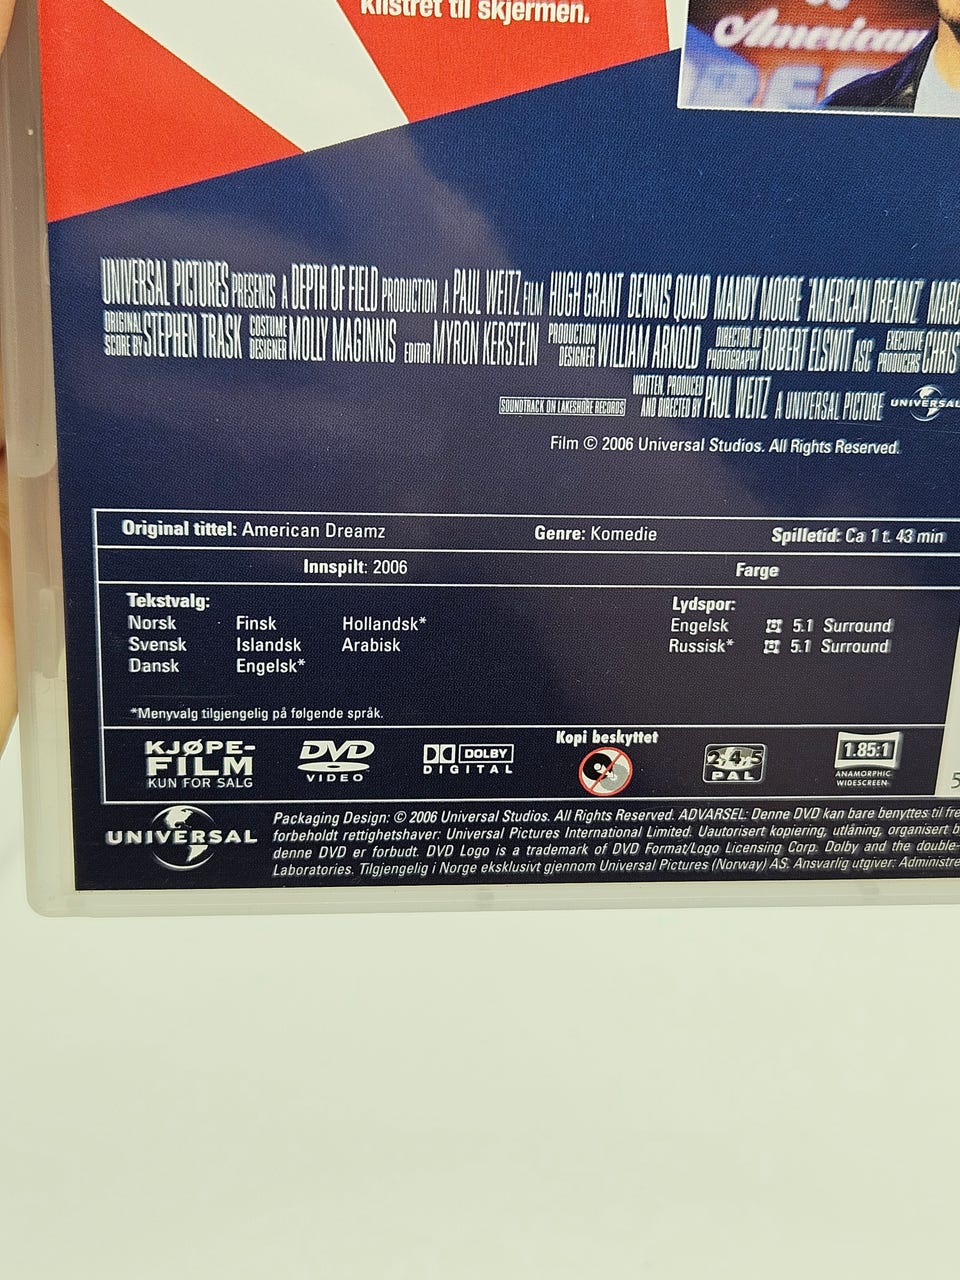 klistret til skjermen.
American
UNIVERSAL PICTURES PRESENTS A DEPTH OF FIELD PRODUCTION A PAUL WEITZ FILM HUGH GRANT DENNIS QUAID MANDY MOORE "AMERICAN DREAMZ" MARC
ORIGINAL SCORE BY STEPHEN TRASK COSTUME DESIGNER MOLLY MAGINNIS EDITOR MYRON KERSTEIN PRODUCTION DESIGNER WILLIAM ARNOLD DIRECTOR OF PHOTOGRAPHY ROBERT ELSWIT ASC EXECUTIVE PRODUCERS CHRIS
SOUNDTRACK ON LAKESHORE RECORDS WRITTEN, PRODUCED AND DIRECTED BY PAUL WEITZ A UNIVERSAL PICTURE UNIVERSAL
Film © 2006 Universal Studios. All Rights Reserved.
Original tittel: American Dreamz Genre: Komedie Spilletid: Ca 1 t. 43 min
Innspilt: 2006 Farge
Tekstvalg: Lydspor:
Norsk Finsk Hollandsk* Engelsk 5.1 Surround
Svensk Islandsk Arabisk Russisk* 5.1 Surround
Dansk Engelsk*
*Menyvalg tilgjengelig på følgende språk.
Kopi beskyttet
KJØPE-
FILM
KUN FOR SALG
DVD
VIDEO
DOLBY
DIGITAL
2,4,5
PAL
1.85:1
ANAMORPHIC
WIDESCREEN
5
UNIVERSAL
Packaging Design: © 2006 Universal Studios. All Rights Reserved. ADVARSEL: Denne DVD kan bare benyttes til fre
forbeholdt rettighetshaver: Universal Pictures International Limited. Uautorisert kopiering, utlåning, organisert b
denne DVD er forbudt. DVD Logo is a trademark of DVD Format/Logo Licensing Corp. Dolby and the double-
Laboratories. Tilgjengelig i Norge eksklusivt gjennom Universal Pictures (Norway) AS. Ansvarlig utgiver: Administre